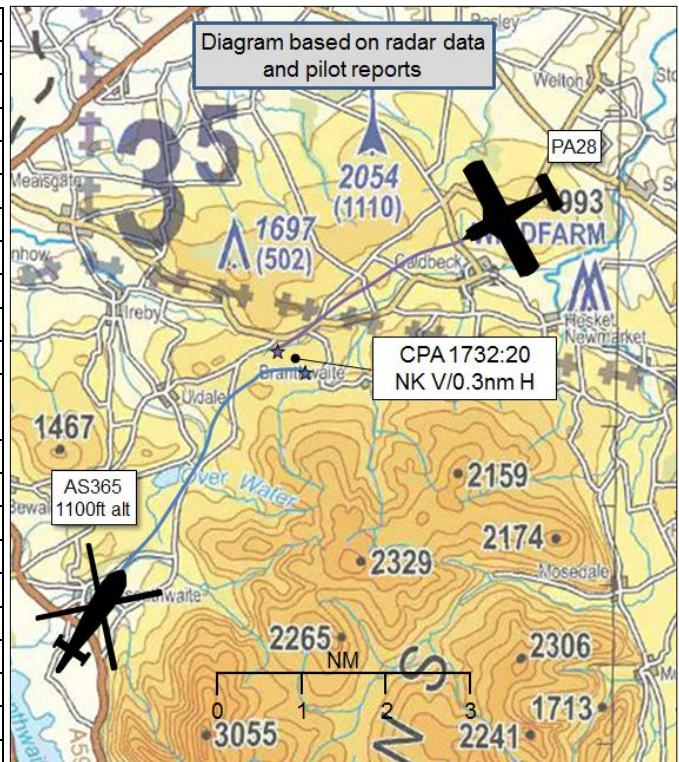 Diagram based on radar data
and pilot reports
Welton
PA28
35
2054
(1110)
1697
(502)
993
Caldbeck
Ireby
Hesket
Newmarket
CPA 1732:20
NK V/0.3nm H
Uldale
1467
AS365
1100ft alt
Over Water
2159
2174
2329
Mosedale
2265
2306
NM
0 1 2 3
S
W
1713
3055
2241